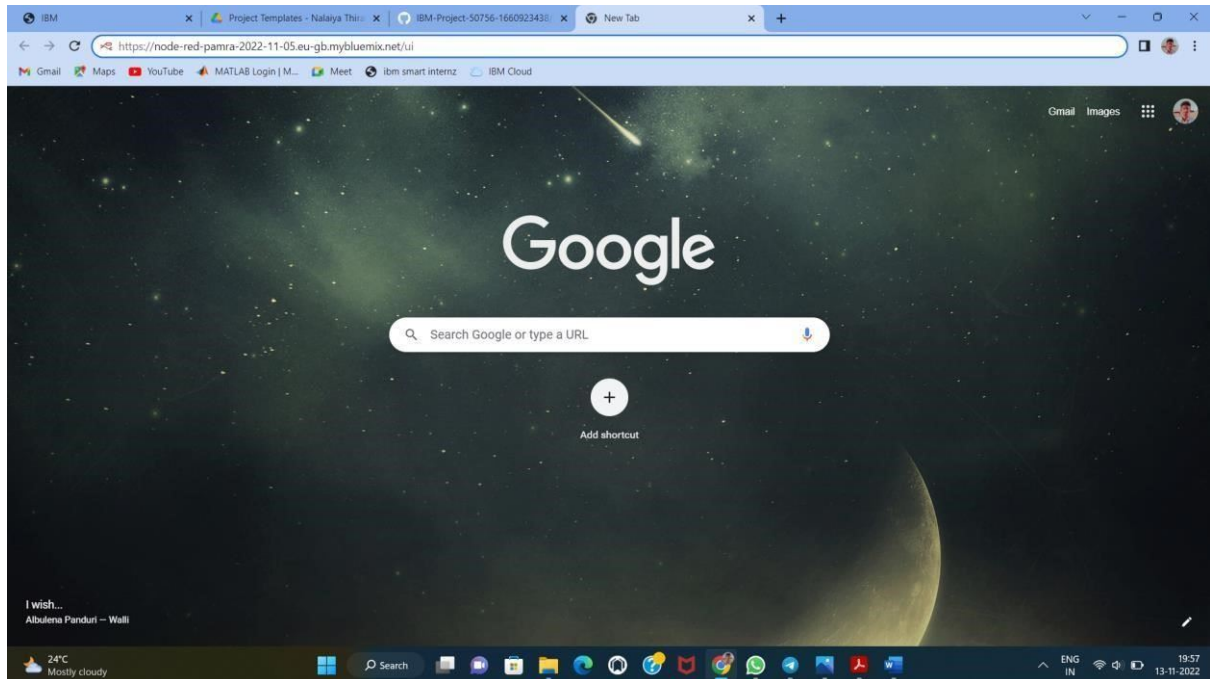 IBM
Project Templates - Nalaiya Thira
IBM-Project-50756-1660923438/
New Tab
https://node-red-pamra-2022-11-05.eu-gb.mybluemix.net/ui
Gmail Maps YouTube MATLAB Login | M... Meet ibm smart internz IBM Cloud
Gmail Images
Google
Search Google or type a URL
Add shortcut
I wish...
Albulena Panduri — Walli
24°C
Mostly cloudy
Search
ENG
IN
19:57
13-11-2022